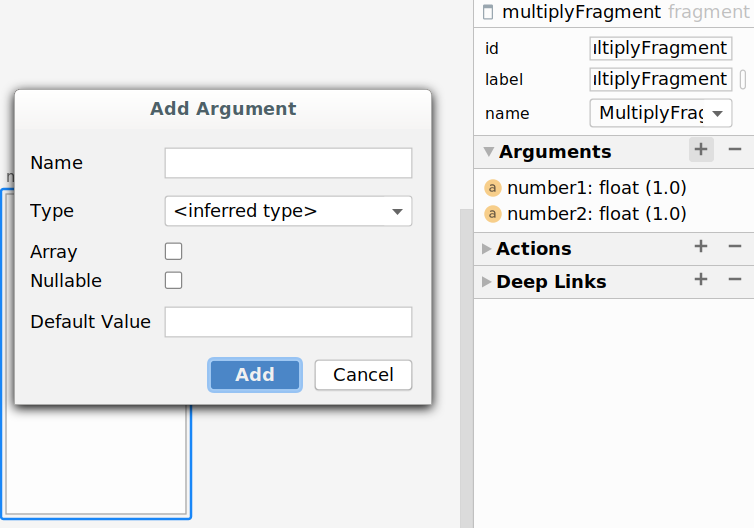 multiplyFragment fragment
id ıltiplyFragment
label ıltiplyFragment
name MultiplyFrag
Arguments
a number1: float (1.0)
a number2: float (1.0)
Actions
Deep Links
Add Argument
Name
Type <inferred type>
Array
Nullable
Default Value
Add Cancel